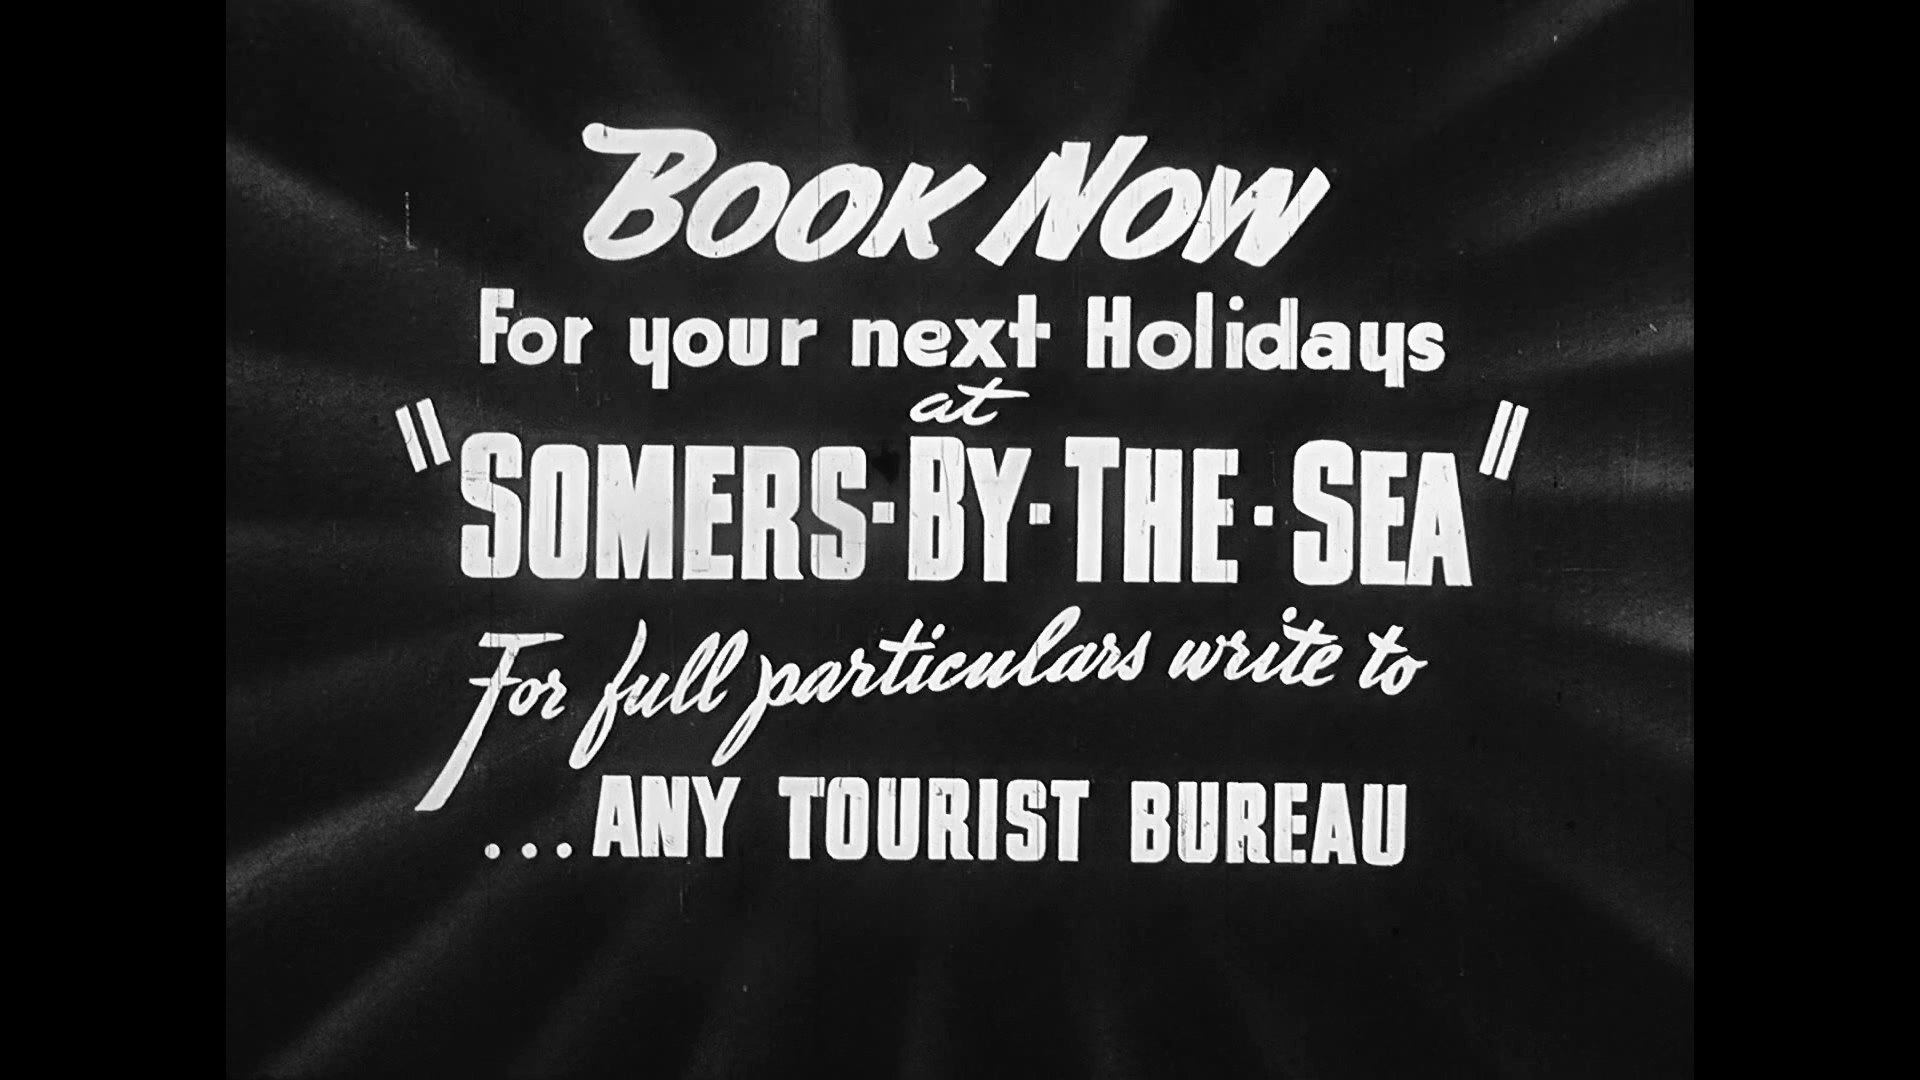 BOOK NOW
For your next Holidays
at
"SOMERS-BY-THE-SEA"
For full particulars write to
...ANY TOURIST BUREAU